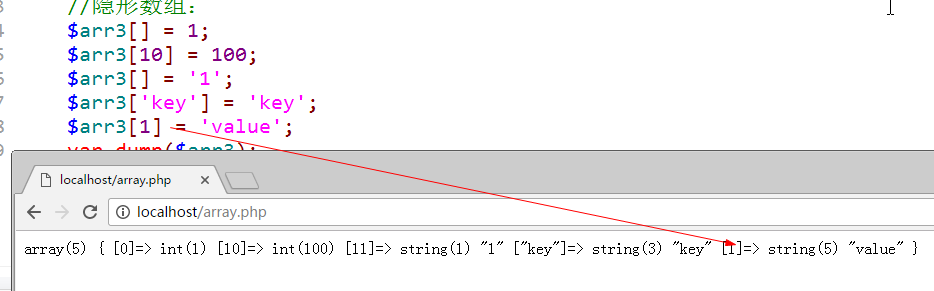 //隐形数组:
$arr3[] = 1;
$arr3[10] = 100;
$arr3[] = '1';
$arr3['key'] = 'key';
$arr3[1] = 'value';
var_dump($arr3);
localhost/array.php
localhost/array.php
array(5) { [0]=> int(1) [10]=> int(100) [11]=> string(1) "1" ["key"]=> string(3) "key" [1]=> string(5) "value" }